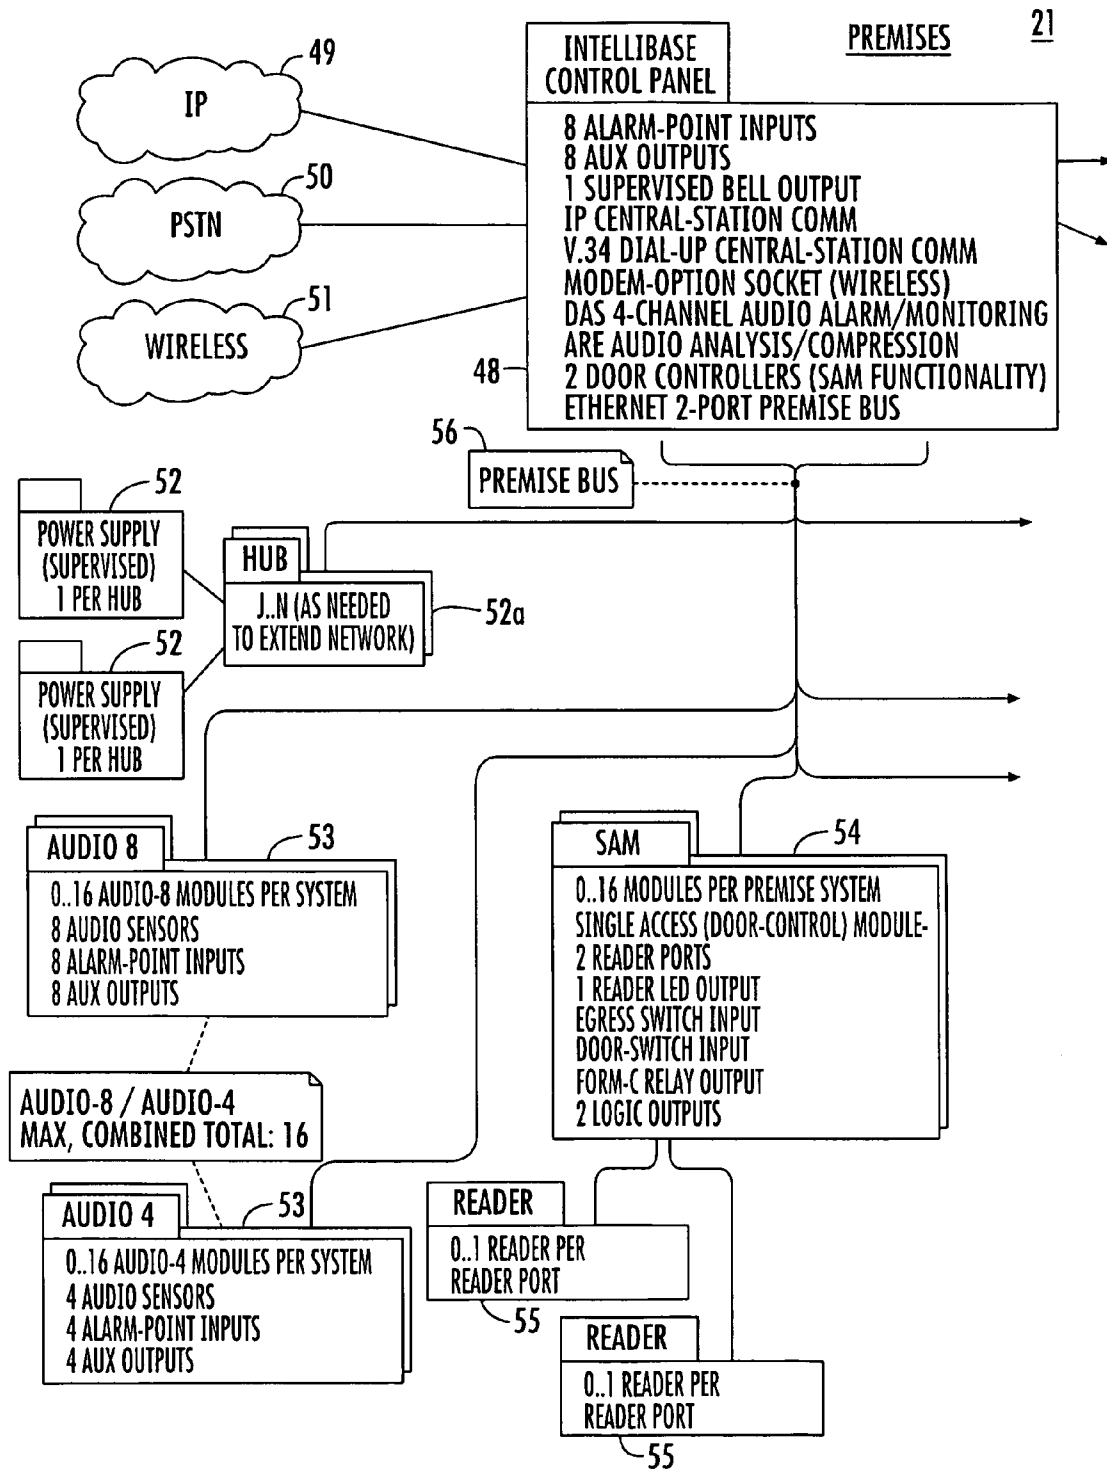 PREMISES
21
INTELLIBASE
CONTROL PANEL
49
IP
50
PSTN
51
WIRELESS
8 ALARM-POINT INPUTS
8 AUX OUTPUTS
1 SUPERVISED BELL OUTPUT
IP CENTRAL-STATION COMM
V.34 DIAL-UP CENTRAL-STATION COMM
MODEM-OPTION SOCKET (WIRELESS)
DAS 4-CHANNEL AUDIO ALARM/MONITORING
ARE AUDIO ANALYSIS/COMPRESSION
2 DOOR CONTROLLERS (SAM FUNCTIONALITY)
ETHERNET 2-PORT PREMISE BUS
48
56
PREMISE BUS
52
POWER SUPPLY
(SUPERVISED)
1 PER HUB
HUB
J..N (AS NEEDED
TO EXTEND NETWORK)
52a
52
POWER SUPPLY
(SUPERVISED)
1 PER HUB
AUDIO 8
53
0..16 AUDIO-8 MODULES PER SYSTEM
8 AUDIO SENSORS
8 ALARM-POINT INPUTS
8 AUX OUTPUTS
SAM
54
0..16 MODULES PER PREMISE SYSTEM
SINGLE ACCESS (DOOR-CONTROL) MODULE-
2 READER PORTS
1 READER LED OUTPUT
EGRESS SWITCH INPUT
DOOR-SWITCH INPUT
FORM-C RELAY OUTPUT
2 LOGIC OUTPUTS
AUDIO-8 / AUDIO-4
MAX, COMBINED TOTAL: 16
AUDIO 4
53
0..16 AUDIO-4 MODULES PER SYSTEM
4 AUDIO SENSORS
4 ALARM-POINT INPUTS
4 AUX OUTPUTS
READER
0..1 READER PER
READER PORT
55
READER
0..1 READER PER
READER PORT
55